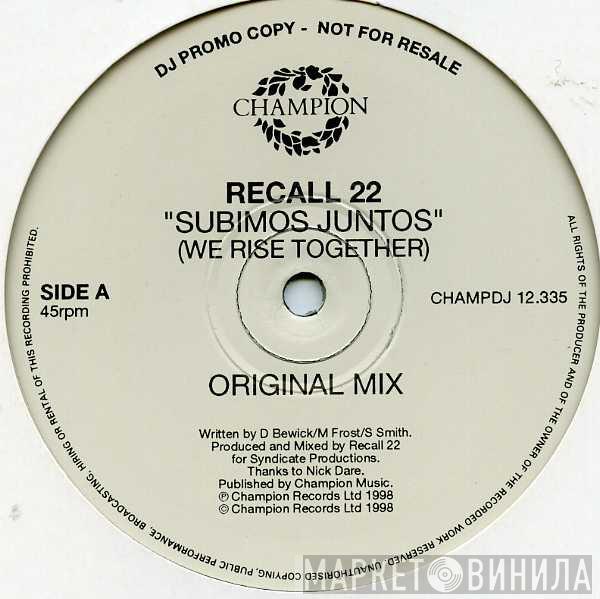 DJ PROMO COPY - NOT FOR RESALE
CHAMPION
RECALL 22
"SUBIMOS JUNTOS"
(WE RISE TOGETHER)
SIDE A
45rpm
CHAMPDJ 12.335
ORIGINAL MIX
Written by D Bewick/M Frost/S Smith.
Produced and Mixed by Recall 22
for Syndicate Productions.
Thanks to Nick Dare.
Published by Champion Music.
Ⓟ Champion Records Ltd 1998
© Champion Records Ltd 1998
ALL RIGHTS OF THE PRODUCER AND OF THE OWNER OF THE RECORDED WORK RESERVED. UNAUTHORISED COPYING, PUBLIC PERFORMANCE, BROADCASTING, HIRING OR RENTAL OF THIS RECORDING PROHIBITED.
МАРКЕТ ВИНИЛА